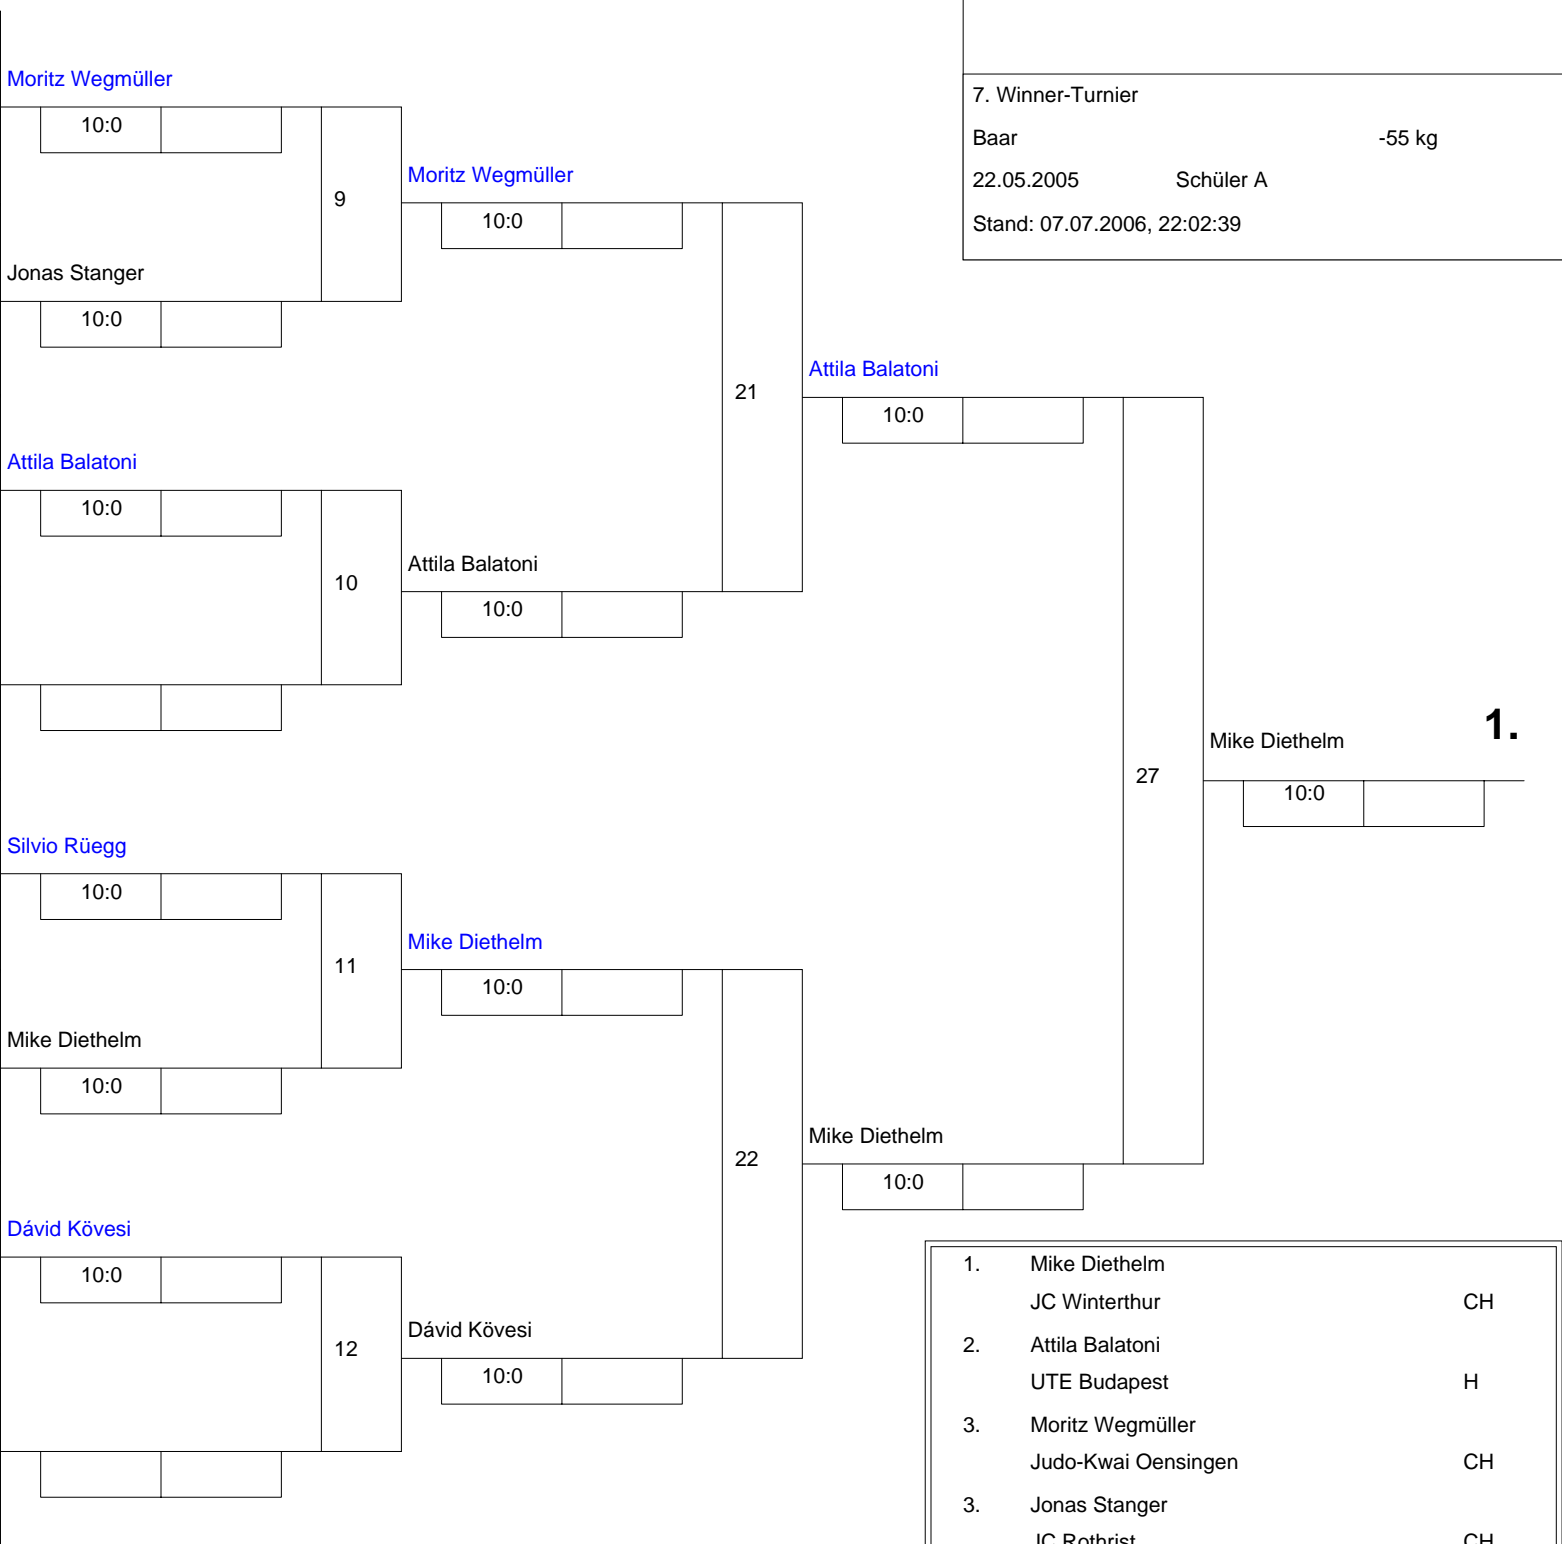 7. Winner-Turnier
Baar -55 kg
22.05.2005 Schüler A
Stand: 07.07.2006, 22:02:39
Moritz Wegmüller
10:0
9
Jonas Stanger
10:0
Attila Balatoni
10:0
10
Silvio Rüegg
10:0
11
Mike Diethelm
10:0
Dávid Kövesi
10:0
12
Moritz Wegmüller
10:0
21
Attila Balatoni
10:0
Mike Diethelm
10:0
22
Dávid Kövesi
10:0
Attila Balatoni
10:0
27
Mike Diethelm
10:0
Mike Diethelm 1.
10:0
1. Mike Diethelm
JC Winterthur CH
2. Attila Balatoni
UTE Budapest H
3. Moritz Wegmüller
Judo-Kwai Oensingen CH
3. Jonas Stanger
JC Rothrist CH